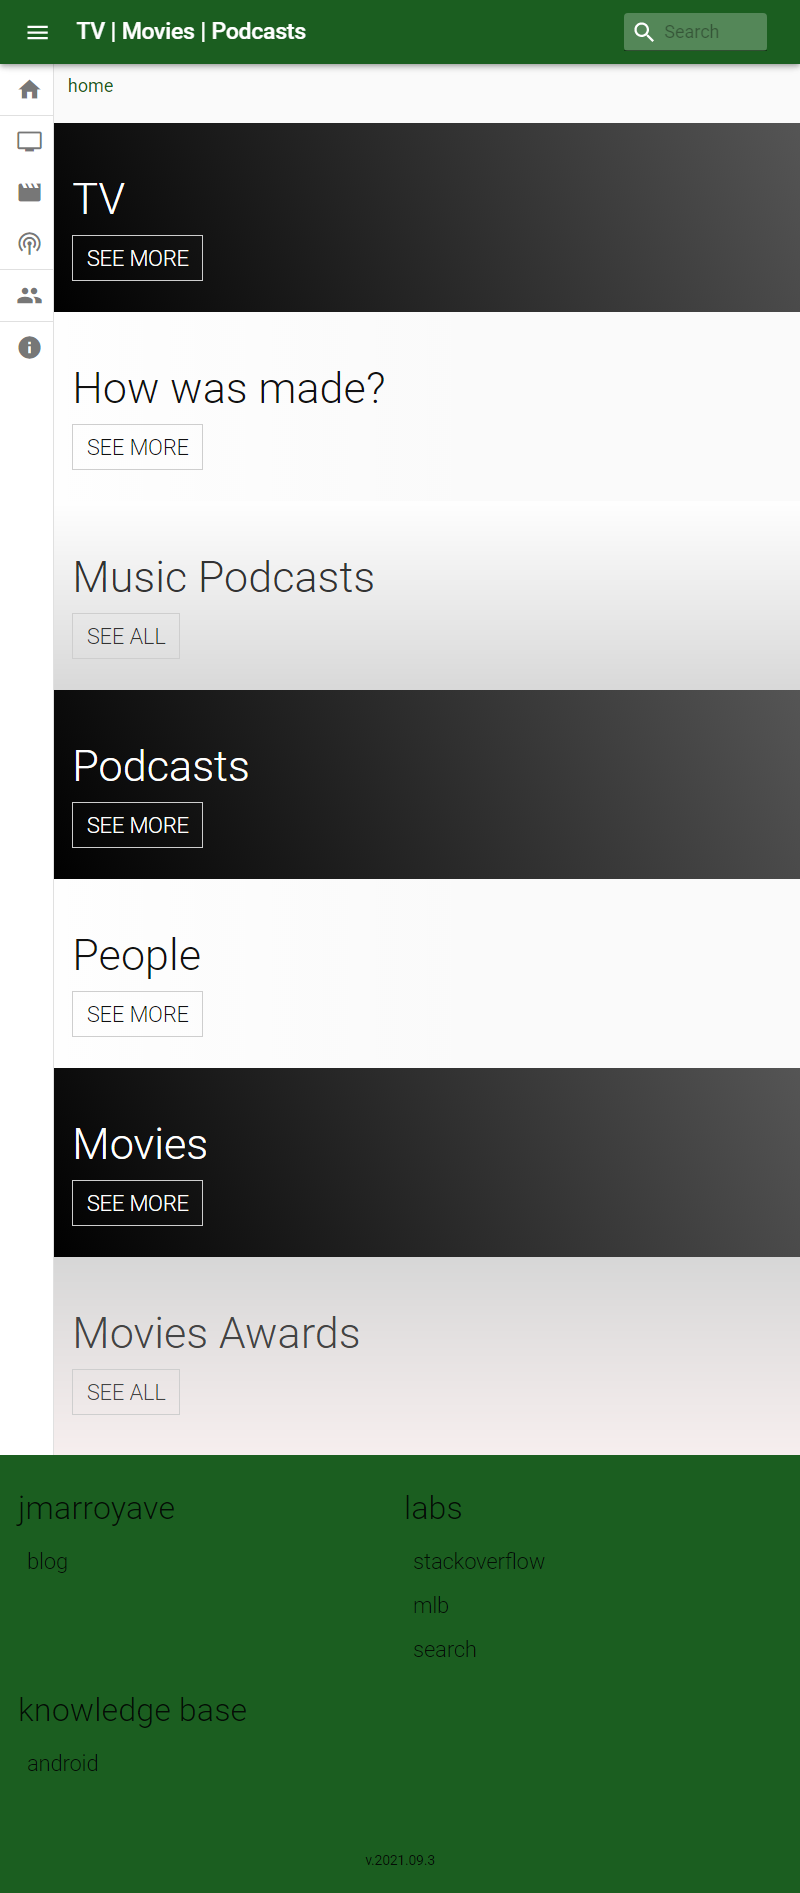 TV | Movies | Podcasts
Search
home
TV
SEE MORE
How was made?
SEE MORE
Music Podcasts
SEE ALL
Podcasts
SEE MORE
People
SEE MORE
Movies
SEE MORE
Movies Awards
SEE ALL
jmarroyave
blog
labs
stackoverflow
mlb
search
knowledge base
android
v.2021.09.3